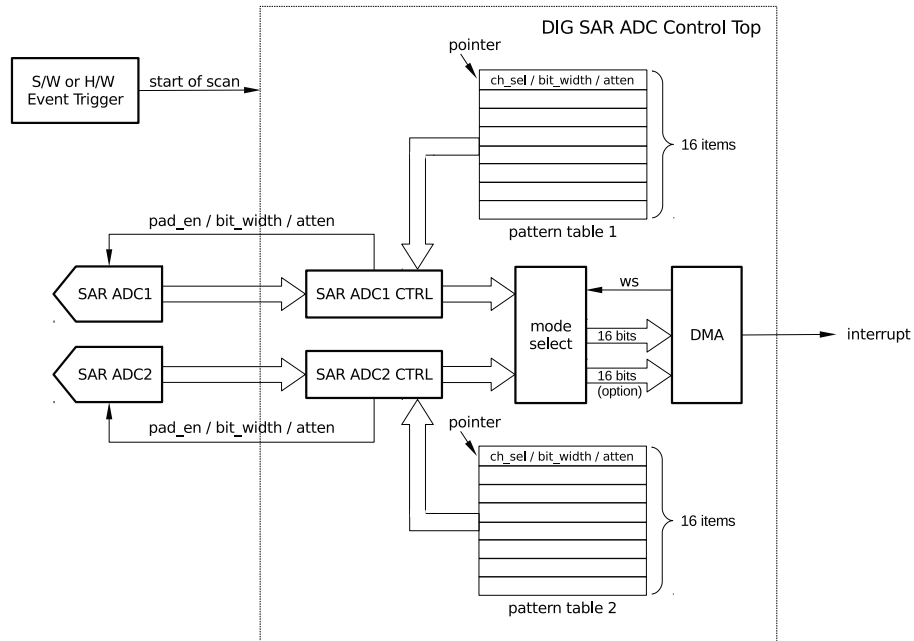 DIG SAR ADC Control Top
pointer
ch_sel / bit_width / atten
S/W or H/W
Event Trigger
start of scan
16 items
pattern table 1
pad_en / bit_width / atten
SAR ADC1
SAR ADC1 CTRL
ws
mode
select
16 bits
DMA
interrupt
SAR ADC2
SAR ADC2 CTRL
16 bits
(option)
pad_en / bit_width / atten
pointer
ch_sel / bit_width / atten
16 items
pattern table 2